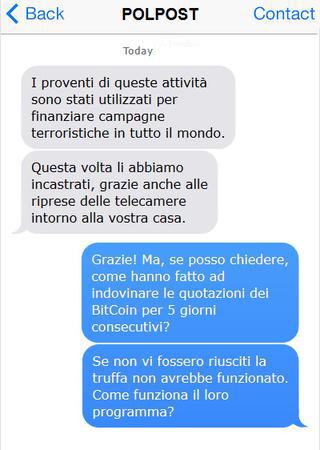 Back POLPOST Contact
Today
I proventi di queste attività
sono stati utilizzati per
finanziare campagne
terroristiche in tutto il mondo.
Questa volta li abbiamo
incastrati, grazie anche alle
riprese delle telecamere
intorno alla vostra casa.
Grazie! Ma, se posso chiedere,
come hanno fatto ad
indovinare le quotazioni dei
BitCoin per 5 giorni
consecutivi?
Se non vi fossero riusciti la
truffa non avrebbe funzionato.
Come funziona il loro
programma?